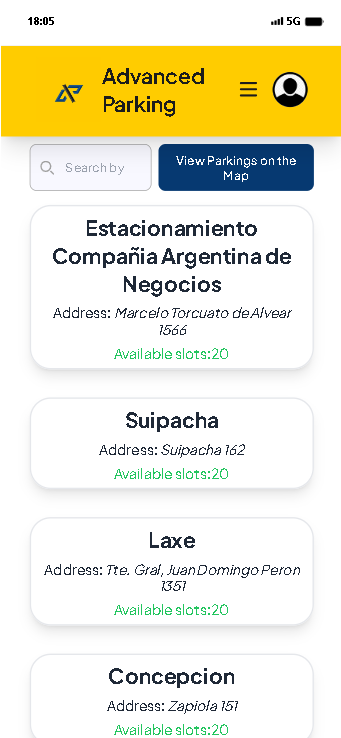 18:05
5G
Advanced
Parking
Search by
View Parkings on the
Map
Estacionamiento
Compañia Argentina de
Negocios
Address: Marcelo Torcuato de Alvear
1566
Available slots:20
Suipacha
Address: Suipacha 162
Available slots:20
Laxe
Address: Tte. Gral, Juan Domingo Peron
1351
Available slots:20
Concepcion
Address: Zapiola 151
Available slots:20